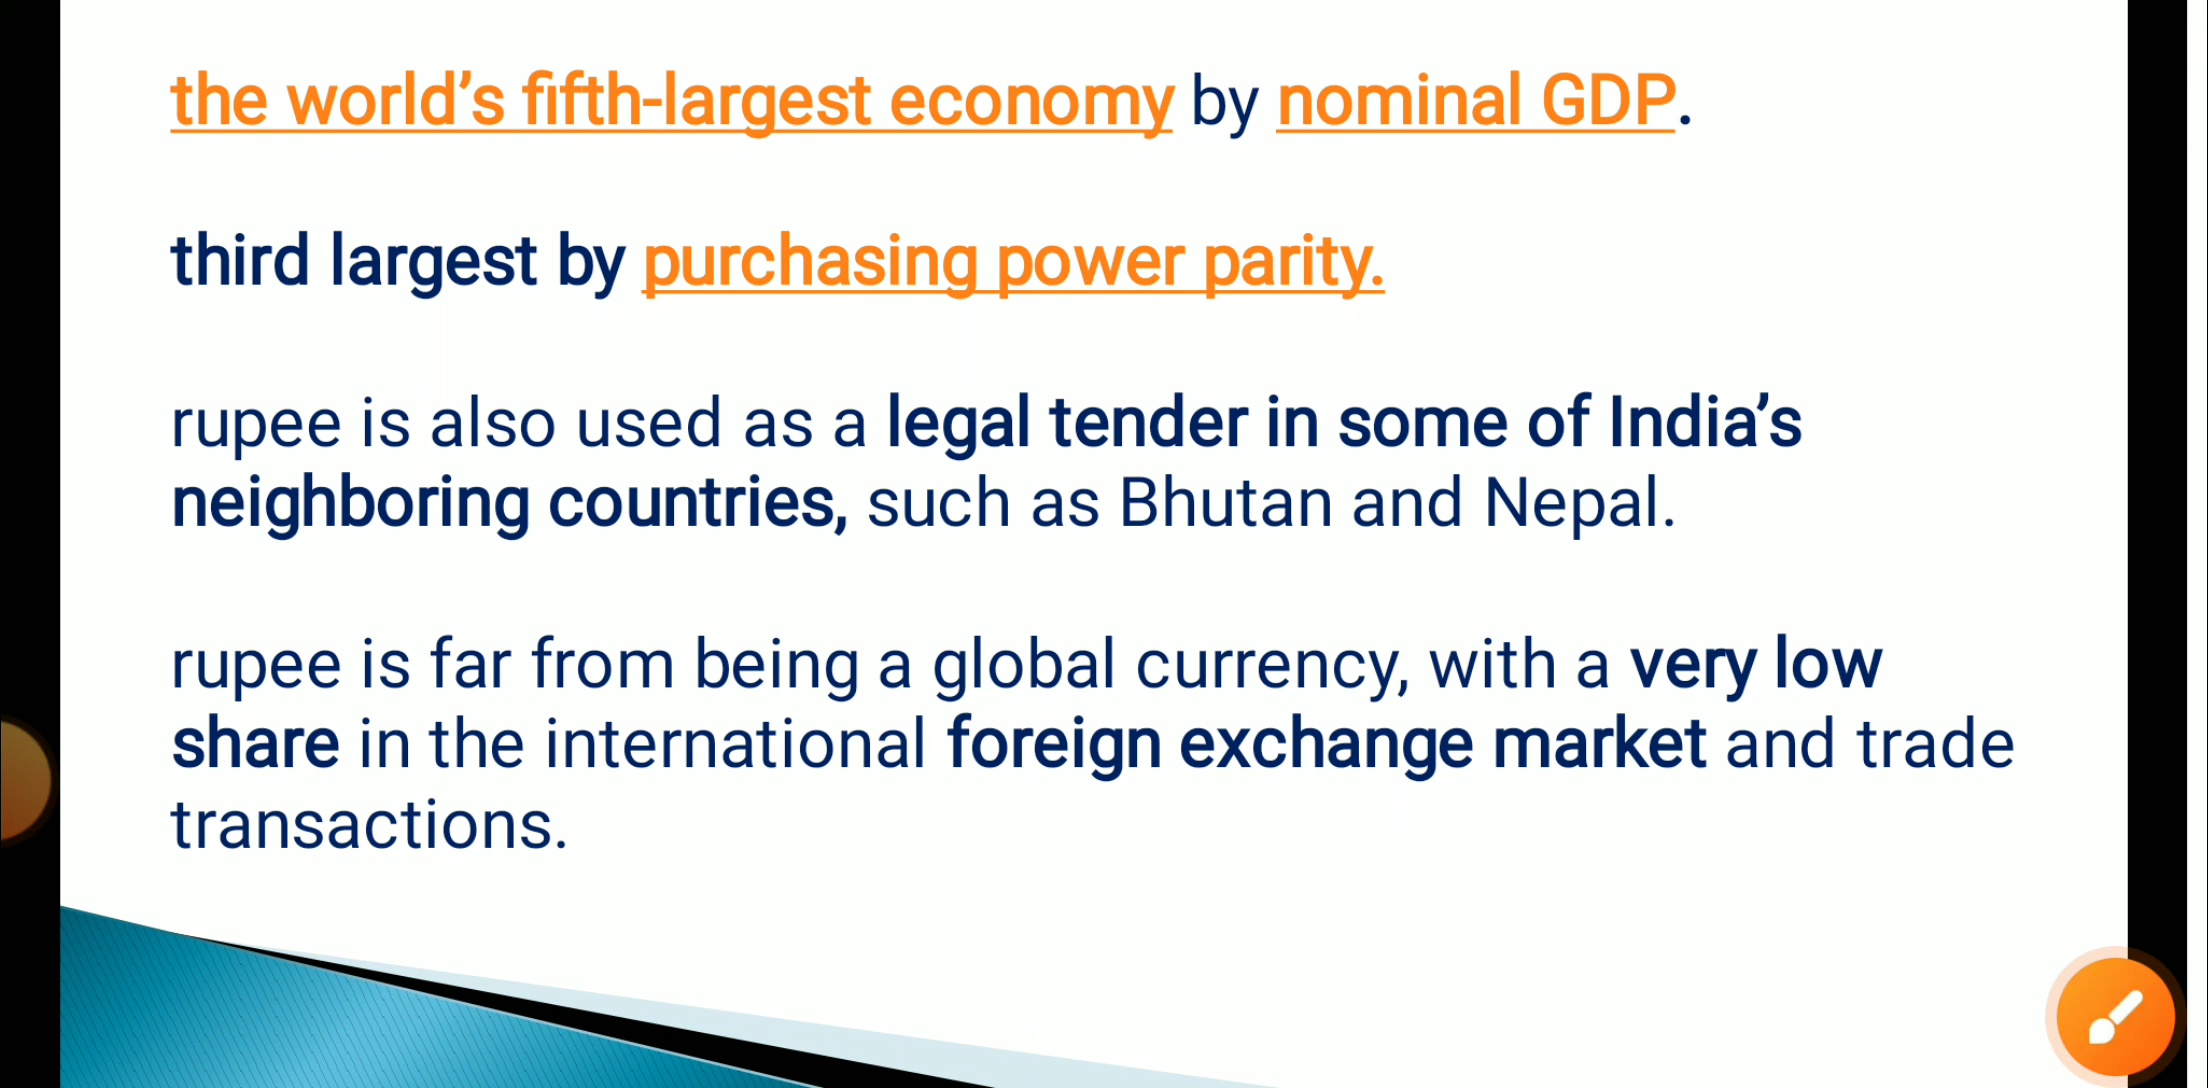 the world’s fifth-largest economy by nominal GDP.
third largest by purchasing power parity.
rupee is also used as a legal tender in some of India’s
neighboring countries, such as Bhutan and Nepal.
rupee is far from being a global currency, with a very low
share in the international foreign exchange market and trade
transactions.